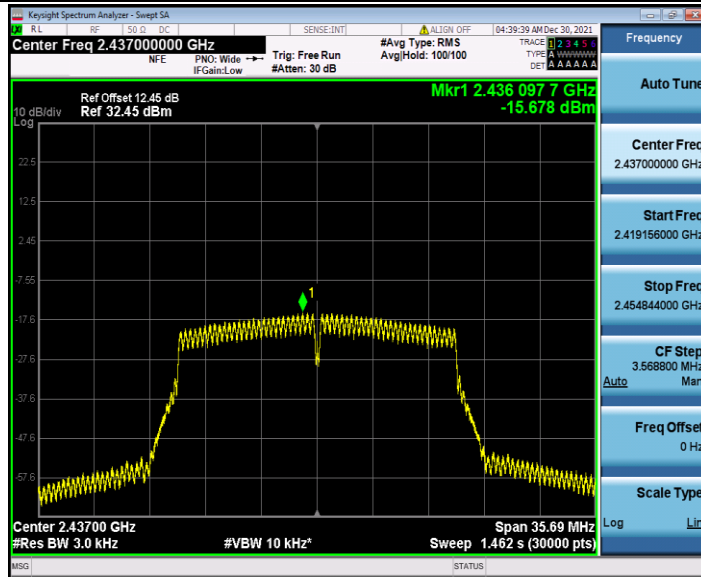 Keysight Spectrum Analyzer - Swept SA
RL RF 50 Ω DC SENSE:INT ALIGN OFF 04:39:39 AM Dec 30, 2021
Center Freq 2.437000000 GHz
NFE
PNO: Wide
IFGain:Low
Trig: Free Run
#Atten: 30 dB
#Avg Type: RMS
Avg|Hold: 100/100
TRACE 1 2 3 4 5 6
TYPE A WWWWW
DET A A A A A A
Ref Offset 12.45 dB
10 dB/div Ref 32.45 dBm
Log
Mkr1 2.436 097 7 GHz
-15.678 dBm
22.5
12.5
2.45
-7.55
-17.6
-27.6
-37.6
-47.6
-57.6
1
Center 2.43700 GHz Span 35.69 MHz
#Res BW 3.0 kHz #VBW 10 kHz* Sweep 1.462 s (30000 pts)
MSG STATUS
Frequency
Auto Tune
Center Freq
2.437000000 GHz
Start Freq
2.419156000 GHz
Stop Freq
2.454844000 GHz
CF Step
3.568800 MHz
Auto Man
Freq Offset
0 Hz
Scale Type
Log Lin